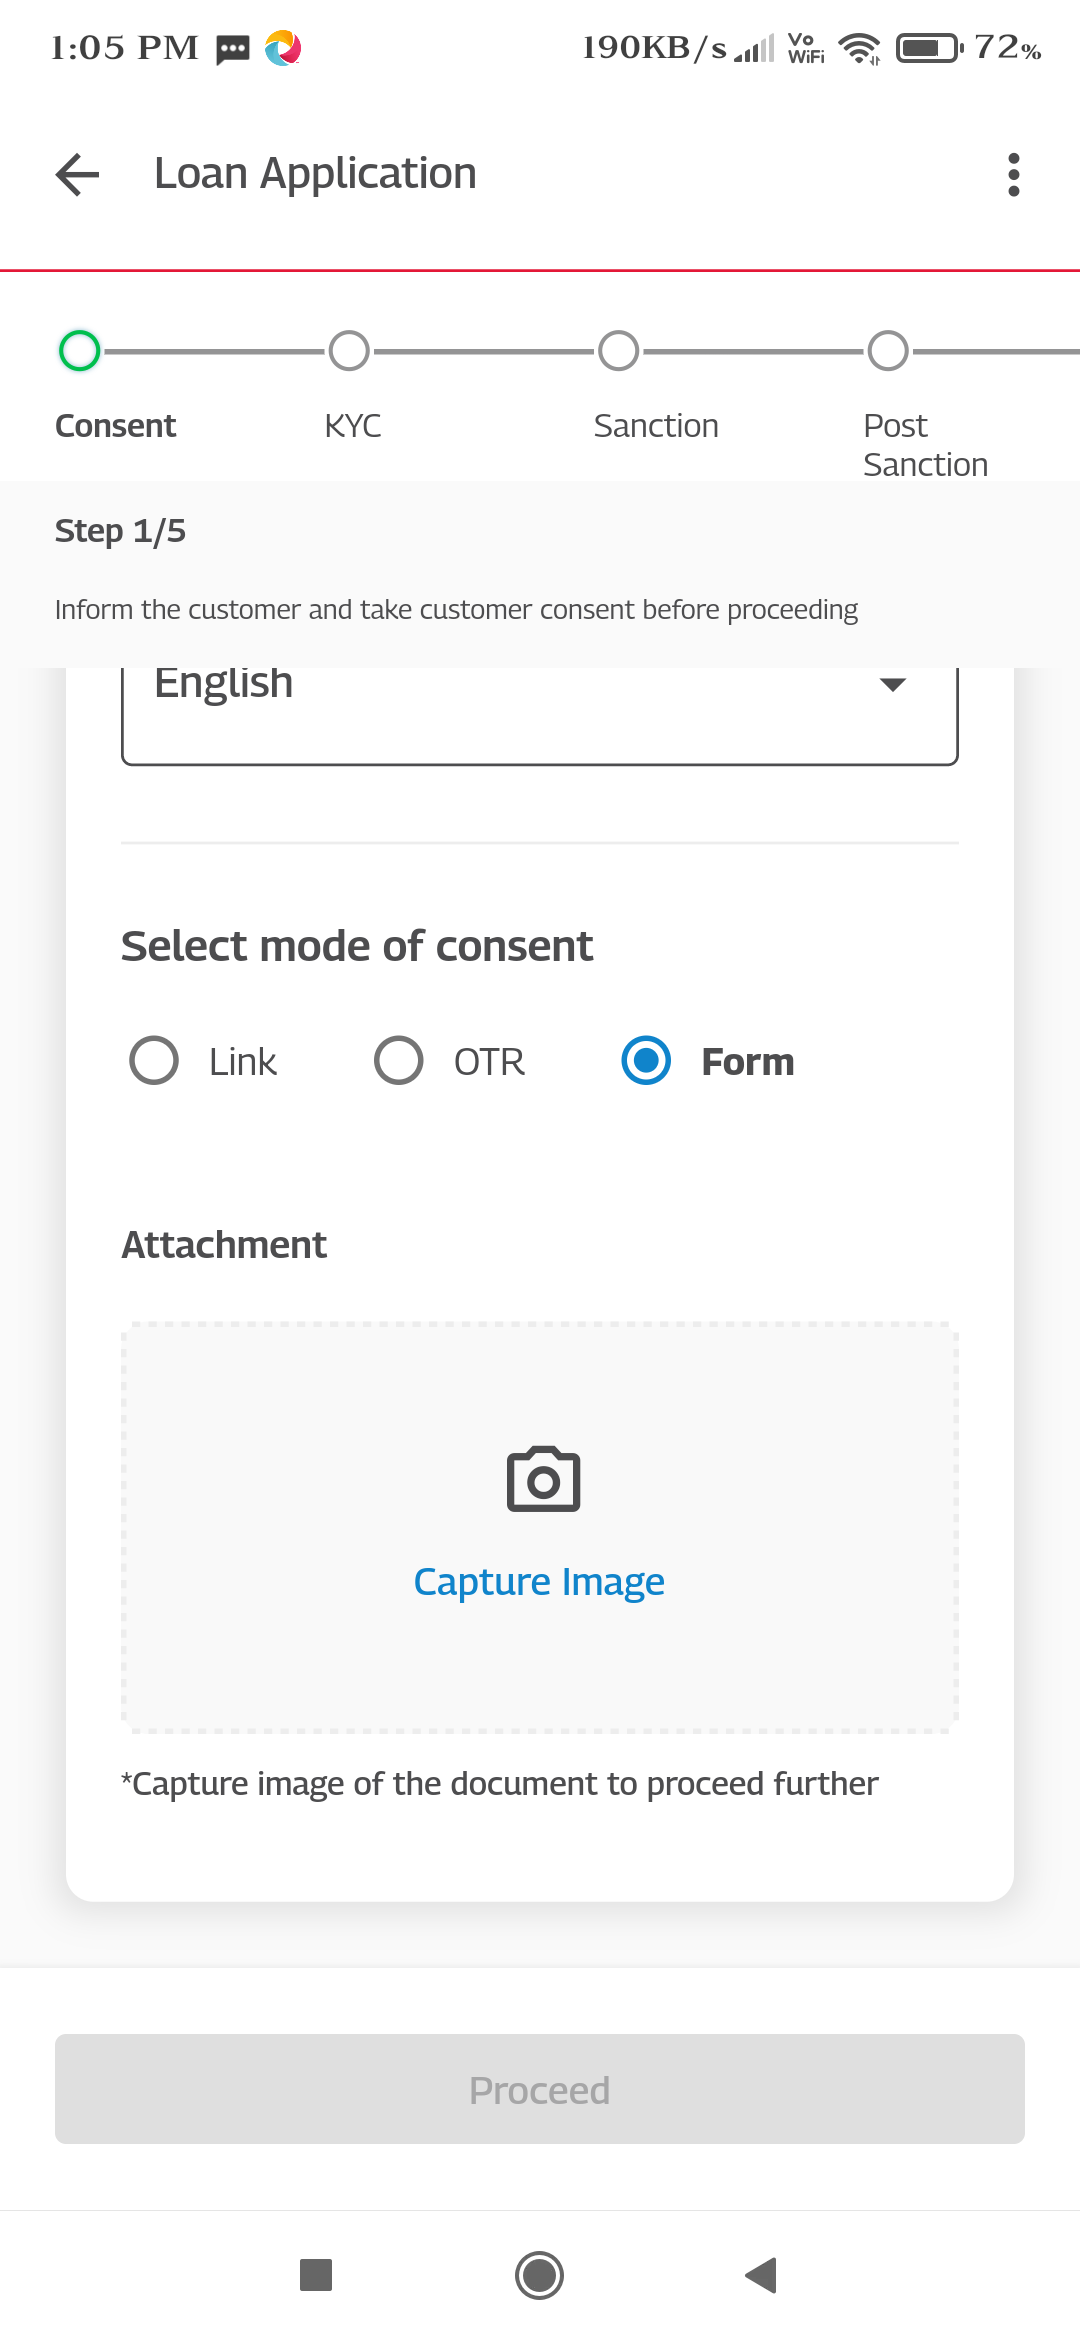 1:05 PM 190KB/s Vo WiFi 72%
Loan Application
Consent KYC Sanction Post Sanction
Step 1/5
Inform the customer and take customer consent before proceeding
English
Select mode of consent
Link OTR Form
Attachment
Capture Image
*Capture image of the document to proceed further
Proceed